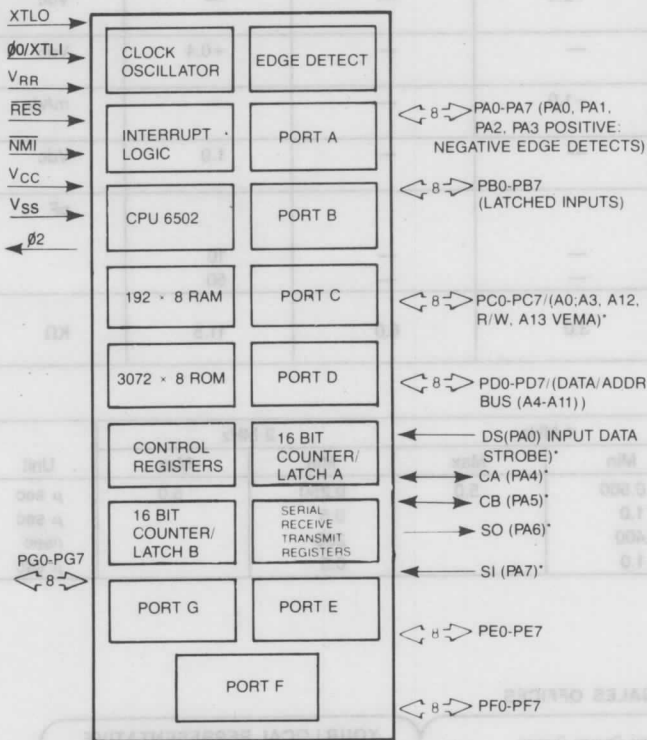 XTLO
Ø0/XTLI
VRR
RES
NMI
VCC
VSS
Ø2
CLOCK
OSCILLATOR
EDGE DETECT
INTERRUPT
LOGIC
PORT A
CPU 6502
PORT B
192 × 8 RAM
PORT C
3072 × 8 ROM
PORT D
CONTROL
REGISTERS
16 BIT
COUNTER/
LATCH A
16 BIT
COUNTER/
LATCH B
SERIAL
RECEIVE
TRANSMIT
REGISTERS
PORT G
PORT E
PORT F
PG0-PG7
8
8 PA0-PA7 (PA0, PA1,
PA2, PA3 POSITIVE:
NEGATIVE EDGE DETECTS)
8 PB0-PB7
(LATCHED INPUTS)
8 PC0-PC7/(A0;A3, A12,
R/W, A13 VEMA)*
8 PD0-PD7/(DATA/ADDR
BUS (A4-A11))
DS(PA0) INPUT DATA
STROBE)*
CA (PA4)*
CB (PA5)*
SO (PA6)*
SI (PA7)*
8 PE0-PE7
8 PF0-PF7